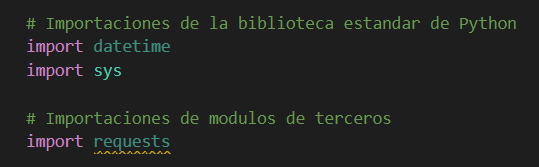 # Importaciones de la biblioteca estandar de Python
import datetime
import sys
# Importaciones de modulos de terceros
import requests